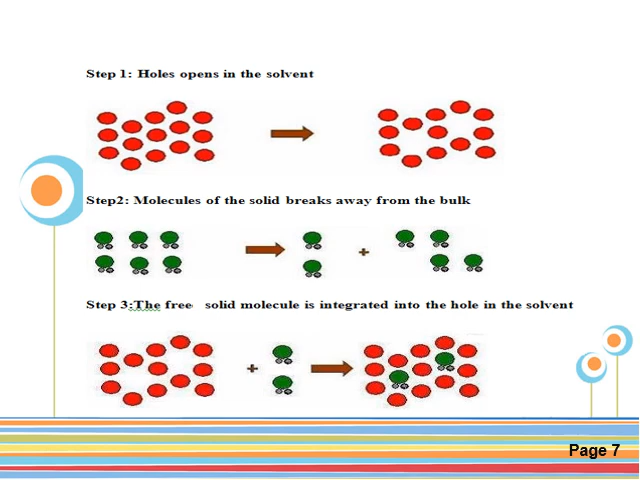 Step 1: Holes opens in the solvent
Step2: Molecules of the solid breaks away from the bulk
+
Step 3:The free solid molecule is integrated into the hole in the solvent
+
Page 7